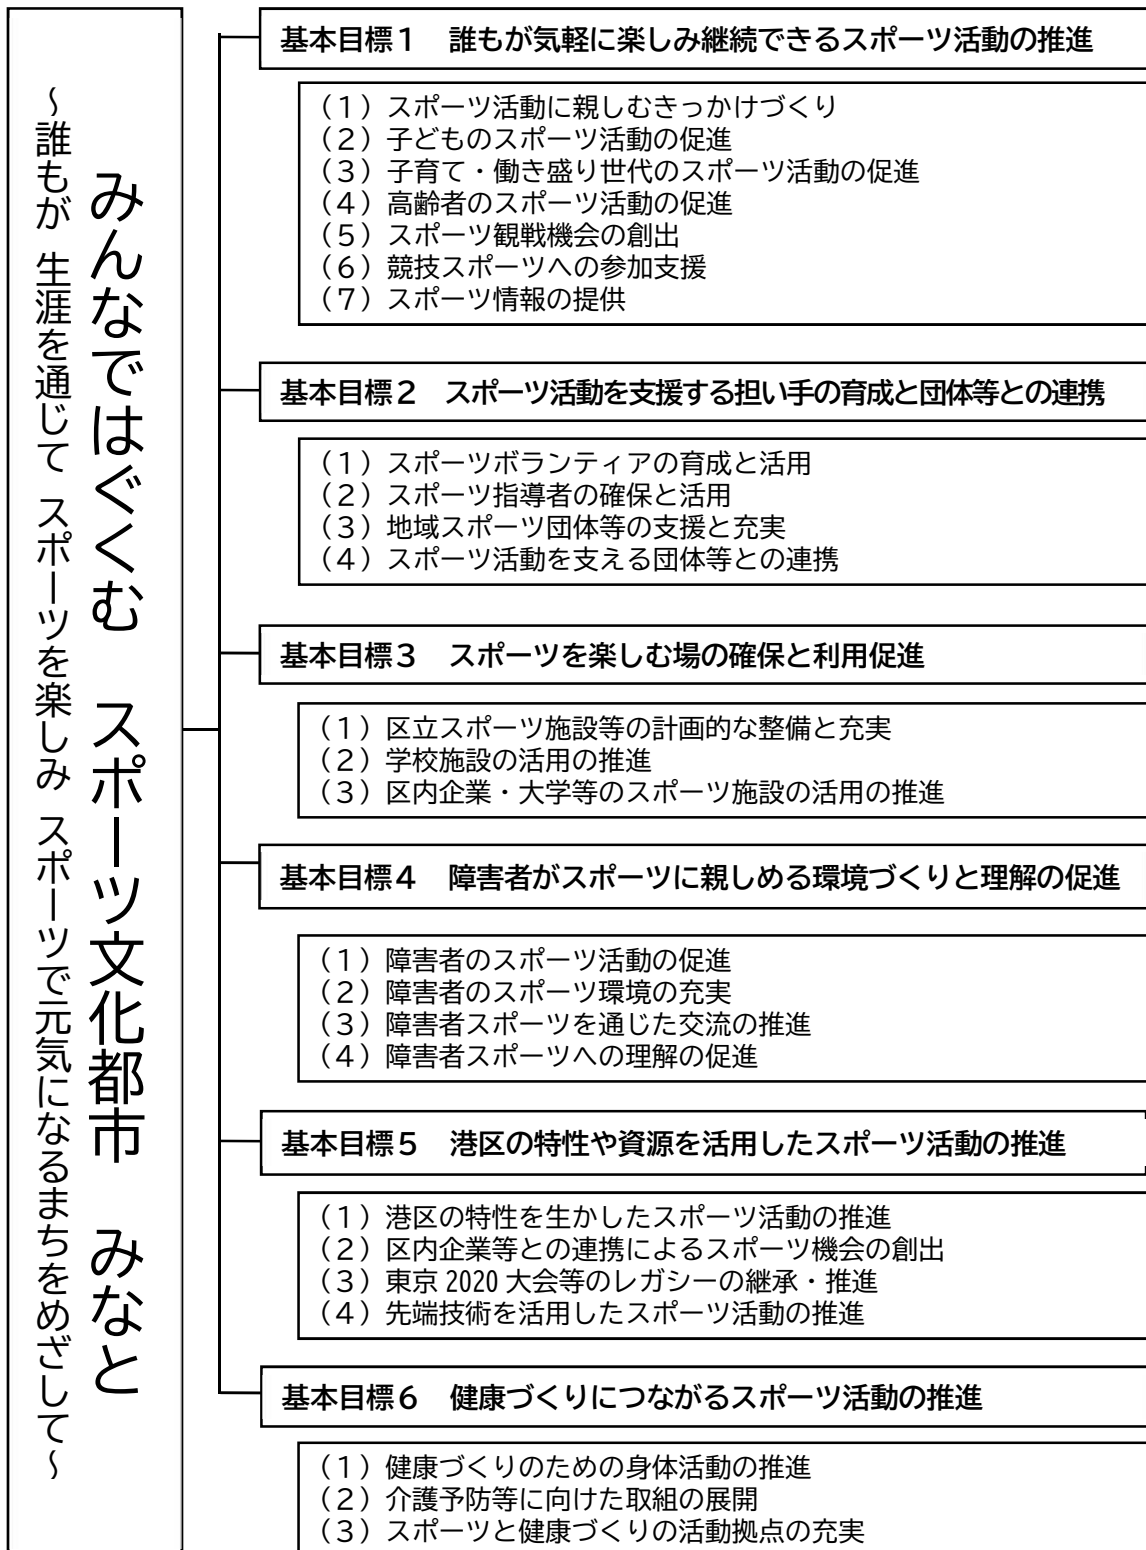 みんなではぐくむ　スポーツ文化都市　みなと
～誰もが 生涯を通じて スポーツを楽しみ スポーツで元気になるまちをめざして～
基本目標１　誰もが気軽に楽しみ継続できるスポーツ活動の推進
（１）スポーツ活動に親しむきっかけづくり
（２）子どものスポーツ活動の促進
（３）子育て・働き盛り世代のスポーツ活動の促進
（４）高齢者のスポーツ活動の促進
（５）スポーツ観戦機会の創出
（６）競技スポーツへの参加支援
（７）スポーツ情報の提供
基本目標２　スポーツ活動を支援する担い手の育成と団体等との連携
（１）スポーツボランティアの育成と活用
（２）スポーツ指導者の確保と活用
（３）地域スポーツ団体等の支援と充実
（４）スポーツ活動を支える団体等との連携
基本目標３　スポーツを楽しむ場の確保と利用促進
（１）区立スポーツ施設等の計画的な整備と充実
（２）学校施設の活用の推進
（３）区内企業・大学等のスポーツ施設の活用の推進
基本目標４　障害者がスポーツに親しめる環境づくりと理解の促進
（１）障害者のスポーツ活動の促進
（２）障害者のスポーツ環境の充実
（３）障害者スポーツを通じた交流の推進
（４）障害者スポーツへの理解の促進
基本目標５　港区の特性や資源を活用したスポーツ活動の推進
（１）港区の特性を生かしたスポーツ活動の推進
（２）区内企業等との連携によるスポーツ機会の創出
（３）東京 2020 大会等のレガシーの継承・推進
（４）先端技術を活用したスポーツ活動の推進
基本目標６　健康づくりにつながるスポーツ活動の推進
（１）健康づくりのための身体活動の推進
（２）介護予防等に向けた取組の展開
（３）スポーツと健康づくりの活動拠点の充実